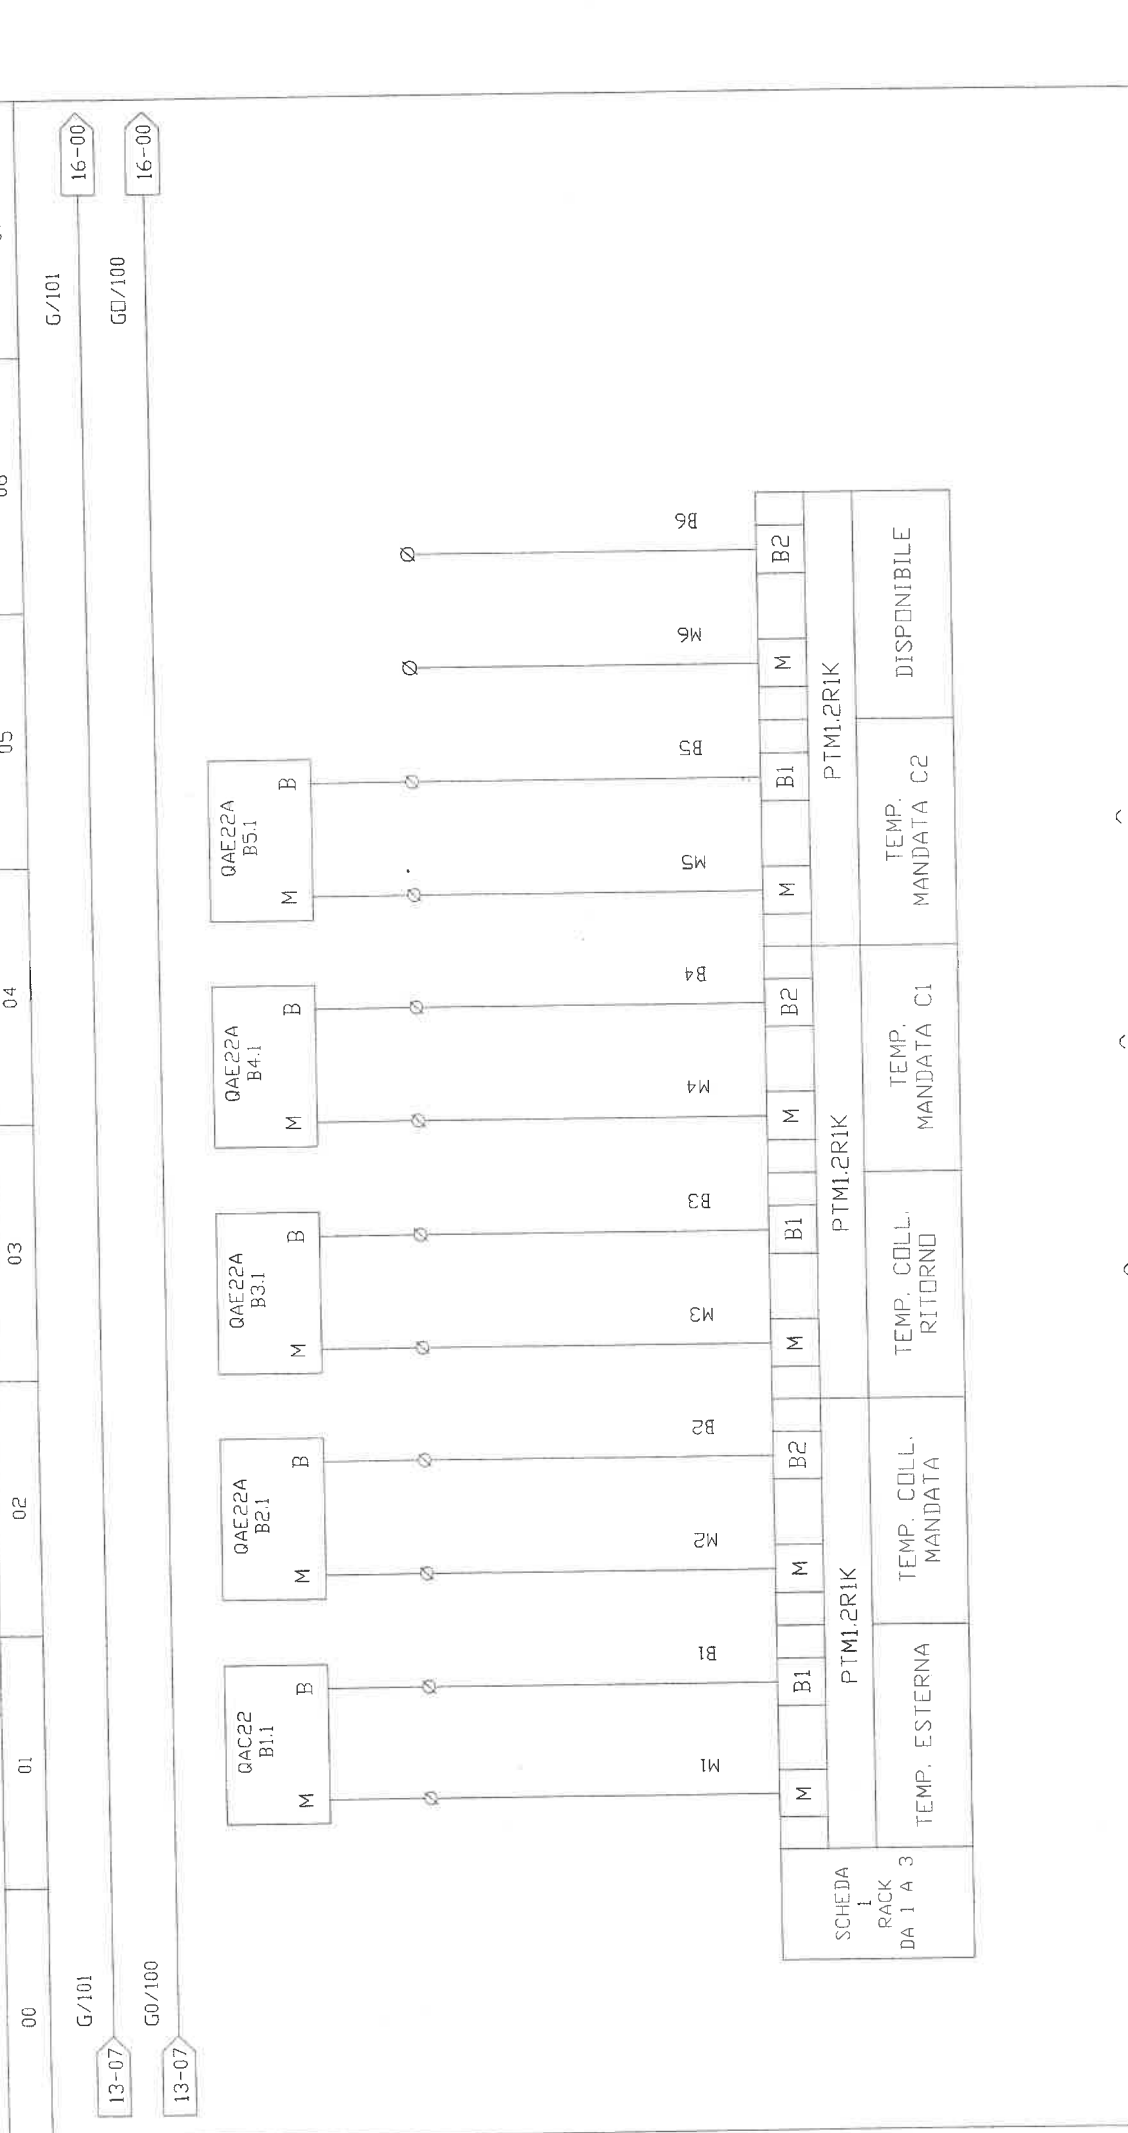 00
01
02
03
04
05
G/101
G/101
13-07
16-00
G0/100
G0/100
13-07
16-00
QAC22
B1.1
M
B
QAE22A
B2.1
M
B
QAE22A
B3.1
M
B
QAE22A
B4.1
M
B
QAE22A
B5.1
M
B
M1
B1
M2
B2
M3
B3
M4
B4
M5
B5
M6
B6
M
B1
M
B2
M
B1
M
B2
M
B1
M
B2
PTM1.2R1K
PTM1.2R1K
PTM1.2R1K
SCHEDA
1
RACK
DA 1 A 3
TEMP. ESTERNA
TEMP. COLL.
MANDATA
TEMP. COLL.
RITORNO
TEMP.
MANDATA C1
TEMP.
MANDATA C2
DISPONIBILE